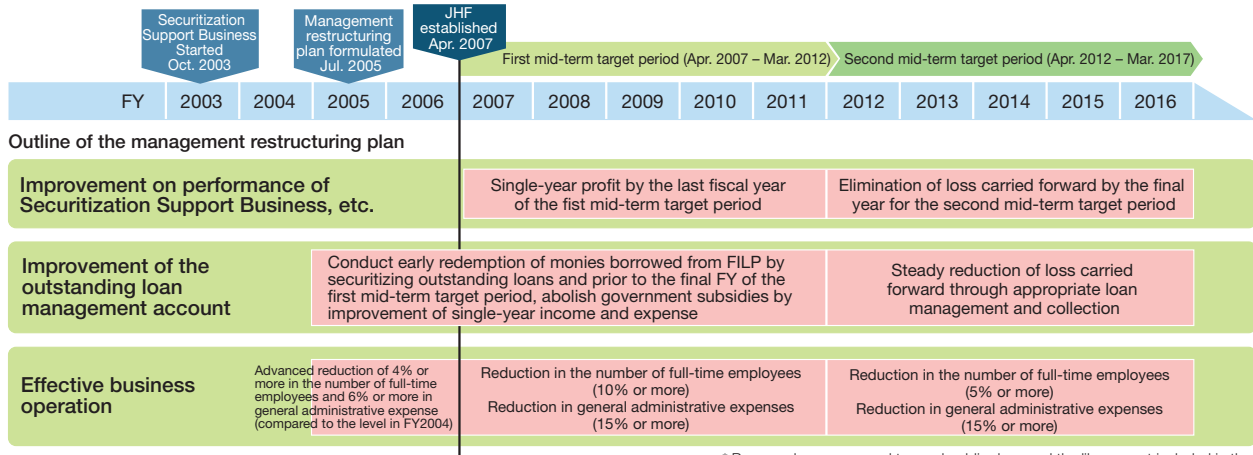 Securitization
Support Business
Started
Oct. 2003
Management
restructuring
plan formulated
Jul. 2005
JHF
established
Apr. 2007
First mid-term target period (Apr. 2007 – Mar. 2012)
Second mid-term target period (Apr. 2012 – Mar. 2017)
FY 2003 2004 2005 2006 2007 2008 2009 2010 2011 2012 2013 2014 2015 2016
Outline of the management restructuring plan
Improvement on performance of
Securitization Support Business, etc.
Single-year profit by the last fiscal year
of the fist mid-term target period
Elimination of loss carried forward by the final
year for the second mid-term target period
Improvement of the
outstanding loan
management account
Conduct early redemption of monies borrowed from FILP by
securitizing outstanding loans and prior to the final FY of the
first mid-term target period, abolish government subsidies by
improvement of single-year income and expense
Steady reduction of loss carried
forward through appropriate loan
management and collection
Effective business
operation
Advanced reduction of 4% or
more in the number of full-time
employees and 6% or more in
general administrative expense
(compared to the level in FY2004)
Reduction in the number of full-time employees
(10% or more)
Reduction in general administrative expenses
(15% or more)
Reduction in the number of full-time employees
(5% or more)
Reduction in general administrative expenses
(15% or more)